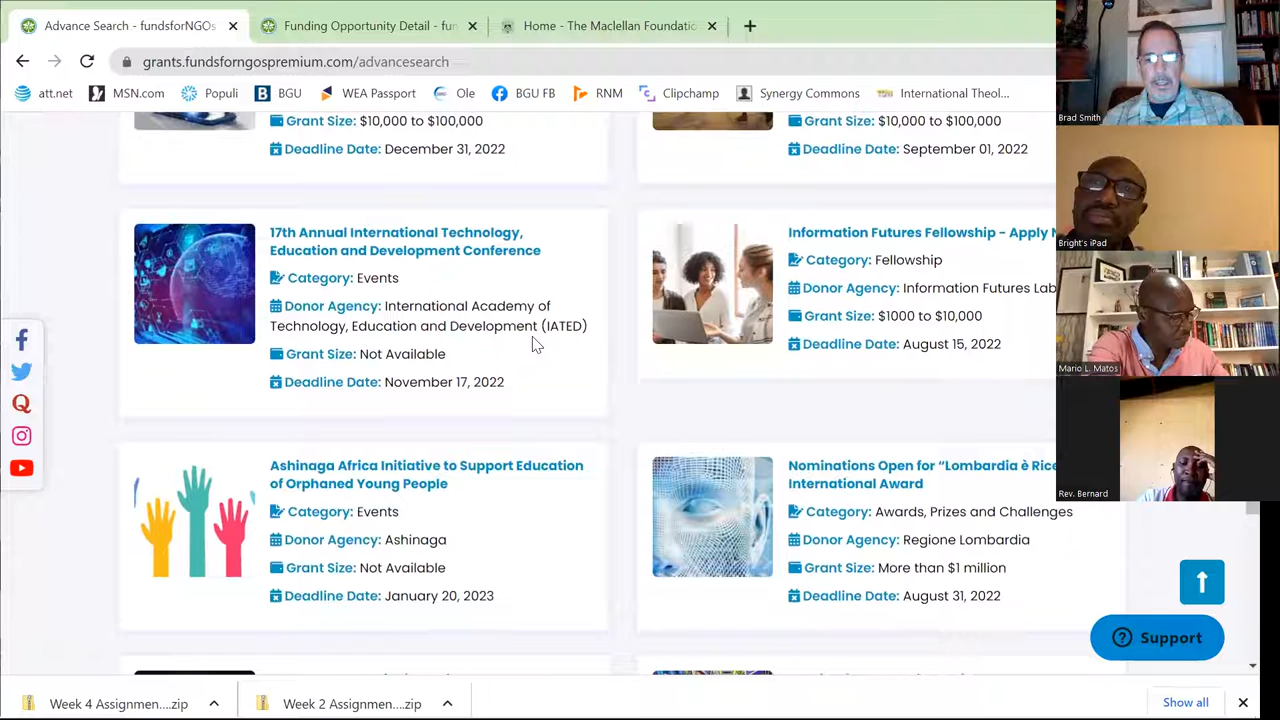 Advance Search - fundsforNGOs
Funding Opportunity Detail - fun
Home - The Maclellan Foundatio
grants.fundsforngospremium.com/advancesearch
att.net
MSN.com
Populi
BGU
WEA Passport
Ole
BGU FB
RNM
Clipchamp
Synergy Commons
International Theol...
Brad Smith
Grant Size: $10,000 to $100,000
Deadline Date: December 31, 2022
Grant Size: $10,000 to $100,000
Deadline Date: September 01, 2022
17th Annual International Technology,
Education and Development Conference
Category: Events
Donor Agency: International Academy of
Technology, Education and Development (IATED)
Grant Size: Not Available
Deadline Date: November 17, 2022
Information Futures Fellowship - Apply N
Category: Fellowship
Donor Agency: Information Futures Lab
Grant Size: $1000 to $10,000
Deadline Date: August 15, 2022
Bright's iPad
Mario L. Matos
Rev. Bernard
Ashinaga Africa Initiative to Support Education
of Orphaned Young People
Category: Events
Donor Agency: Ashinaga
Grant Size: Not Available
Deadline Date: January 20, 2023
Nominations Open for “Lombardia è Rice
International Award
Category: Awards, Prizes and Challenges
Donor Agency: Regione Lombardia
Grant Size: More than $1 million
Deadline Date: August 31, 2022
Support
Week 4 Assignmen....zip
Week 2 Assignmen....zip
Show all